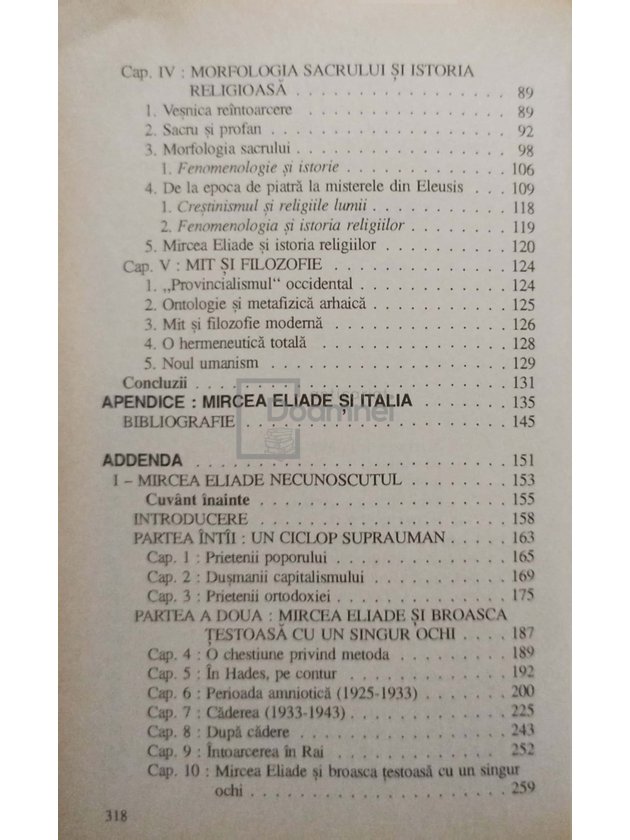 Cap. IV : MORFOLOGIA SACRULUI ȘI ISTORIA
RELIGIOASĂ . . . . . . . . . . . . . . . . . . 89
1. Veșnica reîntoarcere . . . . . . . . . . . . . . . . . . 89
2. Sacru și profan . . . . . . . . . . . . . . . . . . . . 92
3. Morfologia sacrului . . . . . . . . . . . . . . . . . . 98
1. Fenomenologie și istorie . . . . . . . . . . . . . . 106
4. De la epoca de piatră la misterele din Eleusis . . . 109
1. Creștinismul și religiile lumii . . . . . . . . . . . . 118
2. Fenomenologia și istoria religiilor . . . . . . . . . 119
5. Mircea Eliade și istoria religiilor . . . . . . . . . . . 120
Cap. V : MIT ȘI FILOZOFIE . . . . . . . . . . . . . . 124
1. „Provincialismul" occidental . . . . . . . . . . . . . 124
2. Ontologie și metafizică arhaică . . . . . . . . . . . . 125
3. Mit și filozofie modernă . . . . . . . . . . . . . . . 126
4. O hermeneutică totală . . . . . . . . . . . . . . . . 128
5. Noul umanism . . . . . . . . . . . . . . . . . . . . 129
Concluzii . . . . . . . . . . . . . . . . . . . . . . . . 131
APENDICE : MIRCEA ELIADE ȘI ITALIA . . . . . . . . 135
BIBLIOGRAFIE . . . . . . . . . . . . . . . . . . . . . 145
Doamnei
ADDENDA . . . . . . . . . . . . . . . . . . . . . . . . 151
I – MIRCEA ELIADE NECUNOSCUTUL . . . . . . . . . 153
Cuvânt înainte . . . . . . . . . . . . . . . . . . . . 155
INTRODUCERE . . . . . . . . . . . . . . . . . . . . 158
PARTEA ÎNTÎI : UN CICLOP SUPRAUMAN . . . . . . 163
Cap. 1 : Prietenii poporului . . . . . . . . . . . . . . 165
Cap. 2 : Dușmanii capitalismului . . . . . . . . . . . 169
Cap. 3 : Prietenii ortodoxiei . . . . . . . . . . . . . . 175
PARTEA A DOUA : MIRCEA ELIADE ȘI BROASCA
ȚESTOASĂ CU UN SINGUR OCHI . . . . . 187
Cap. 4 : O chestiune privind metoda . . . . . . . . . 189
Cap. 5 : În Hades, pe contur . . . . . . . . . . . . . 192
Cap. 6 : Perioada amniotică (1925-1933) . . . . . . . 200
Cap. 7 : Căderea (1933-1943) . . . . . . . . . . . . . 225
Cap. 8 : După cădere . . . . . . . . . . . . . . . . . 243
Cap. 9 : Întoarcerea în Rai . . . . . . . . . . . . . . 252
Cap. 10 : Mircea Eliade și broasca țestoasă cu un singur
ochi . . . . . . . . . . . . . . . . . . . . . . . 259
318